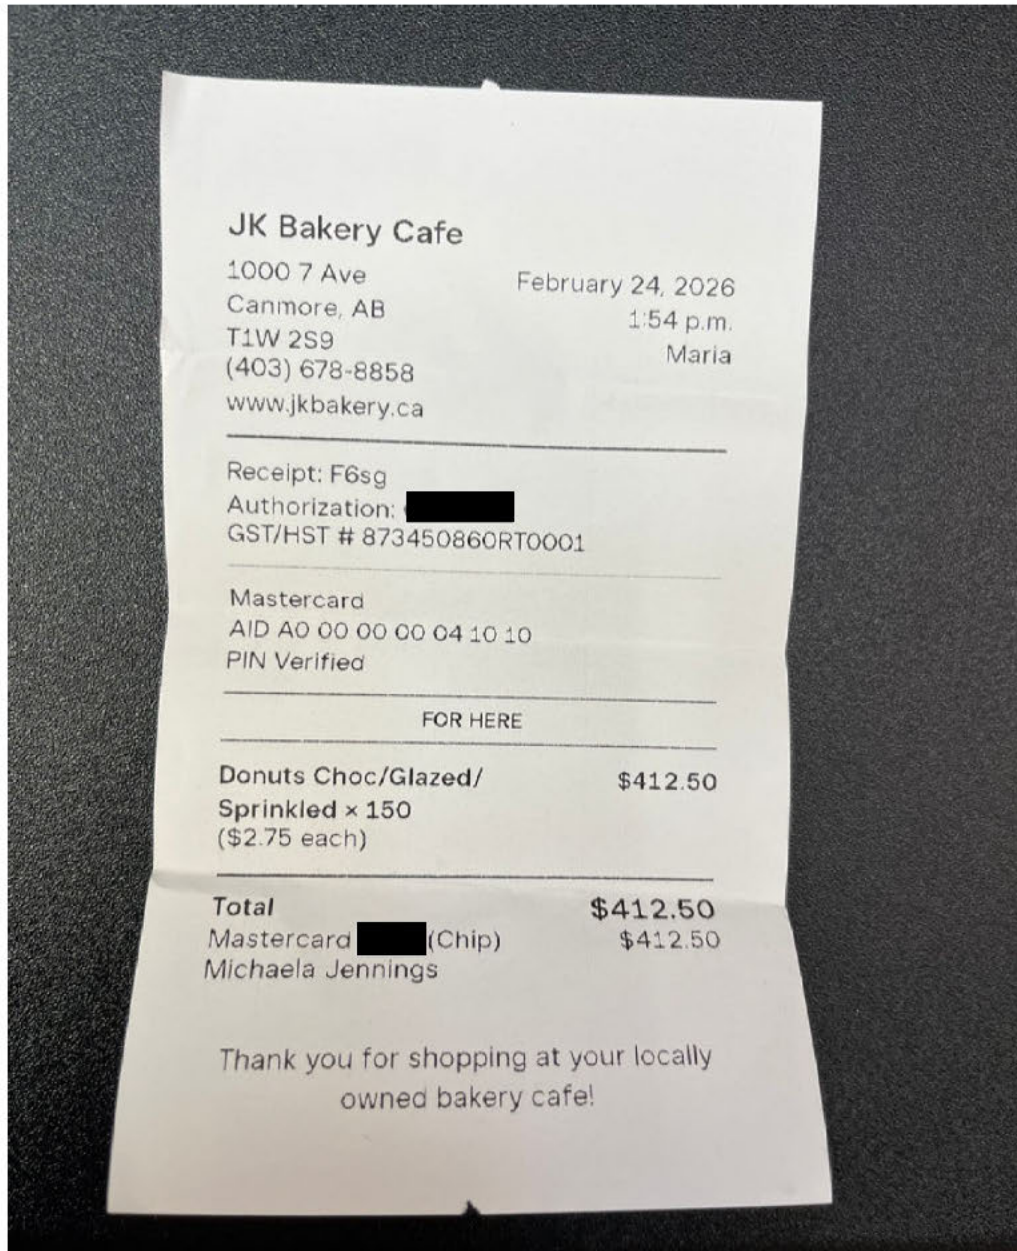 JK Bakery Cafe
1000 7 Ave
Canmore, AB
T1W 2S9
(403) 678-8858
www.jkbakery.ca
February 24, 2026
1:54 p.m.
Maria
Receipt: F6sg
Authorization:
GST/HST # 873450860RT0001
Mastercard
AID A0 00 00 00 04 10 10
PIN Verified
FOR HERE
Donuts Choc/Glazed/ $412.50
Sprinkled × 150
($2.75 each)
Total $412.50
Mastercard (Chip) $412.50
Michaela Jennings
Thank you for shopping at your locally
owned bakery cafe!